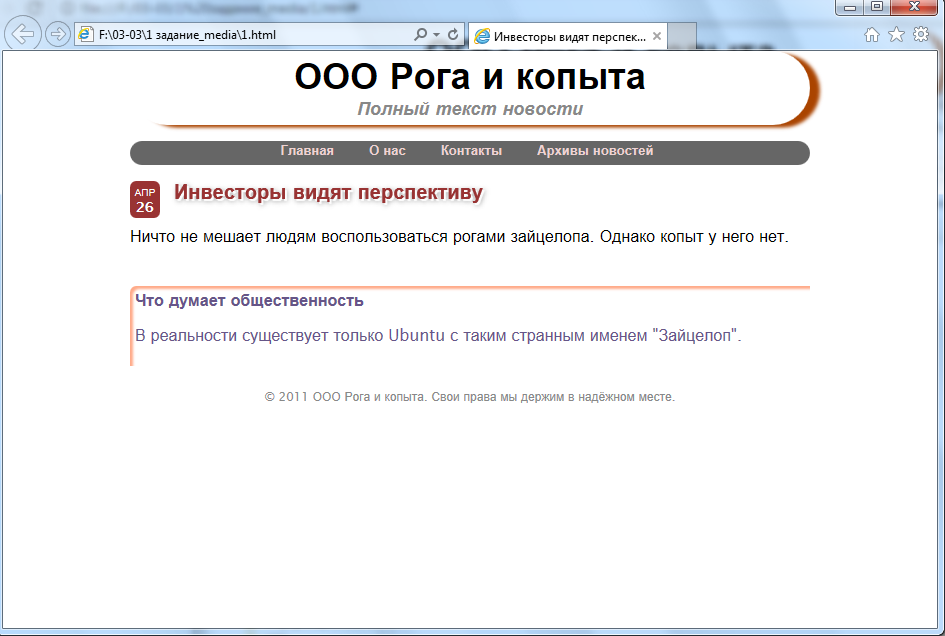 F:\03-03\1 задание_media\1.html
Инвесторы видят перспек...
ООО Рога и копыта
Полный текст новости
Главная О нас Контакты Архивы новостей
АПР
26
Инвесторы видят перспективу
Ничто не мешает людям воспользоваться рогами зайцелопа. Однако копыт у него нет.
Что думает общественность
В реальности существует только Ubuntu с таким странным именем "Зайцелоп".
© 2011 ООО Рога и копыта. Свои права мы держим в надёжном месте.